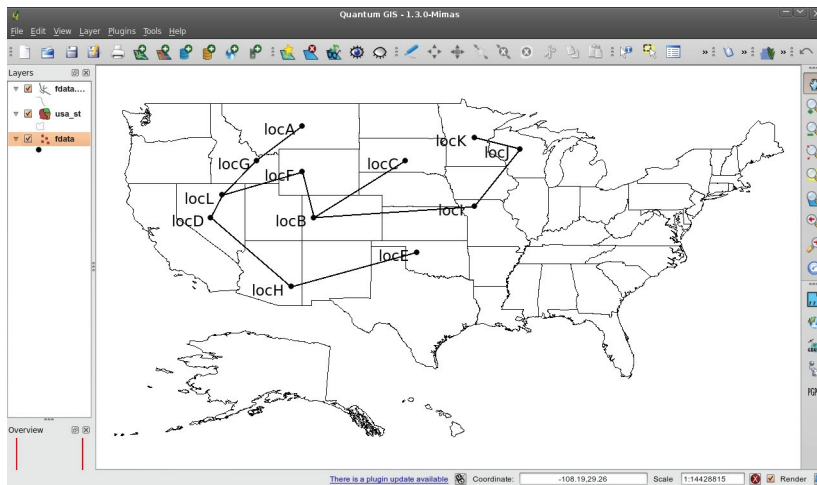 Quantum GIS - 1.3.0-Mimas
File Edit View Layer Plugins Tools Help
Layers
fdata....
usa_st
fdata
Overview
locA
locK
locJ
locG
locF
locC
locL
locD
locB
locI
locE
locH
There is a plugin update available
Coordinate:
-108.19,29.26
Scale
1:14428815
Render